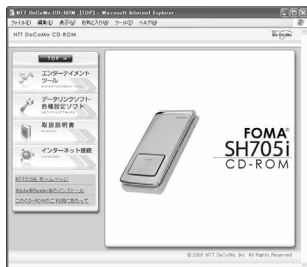 NTT DoCoMo CD-ROM [TOP] - Microsoft Internet Explorer
ファイル(F) 編集(E) 表示(V) お気に入り(A) ツール(T) ヘルプ(H)
NTT DoCoMo CD-ROM
DoCoMo
TOP
エンターテイメント
ツール
ENTERTAINMENT TOOL
データリンクソフト・
各種設定ソフト
取扱説明書
MANUAL
インターネット接続
INTERNET
NTTドコモ ホームページ
Adobe®Reader®のインストール
このCD-ROMのご利用にあたって
FOMA®
SH705i
CD-ROM
©2008 NTT DoCoMo, Inc. All Rights Reserved.